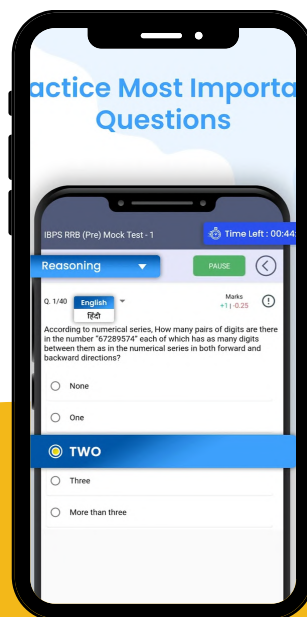 actice Most Importa
Questions
IBPS RRB (Pre) Mock Test - 1
Time Left : 00:44:
Reasoning
PAUSE
Q. 1/40
English
हिंदी
Marks
+1 | -0.25
According to numerical series, How many pairs of digits are there
in the number "67289574" each of which has as many digits
between them as in the numerical series in both forward and
backward directions?
None
One
TWO
Three
More than three